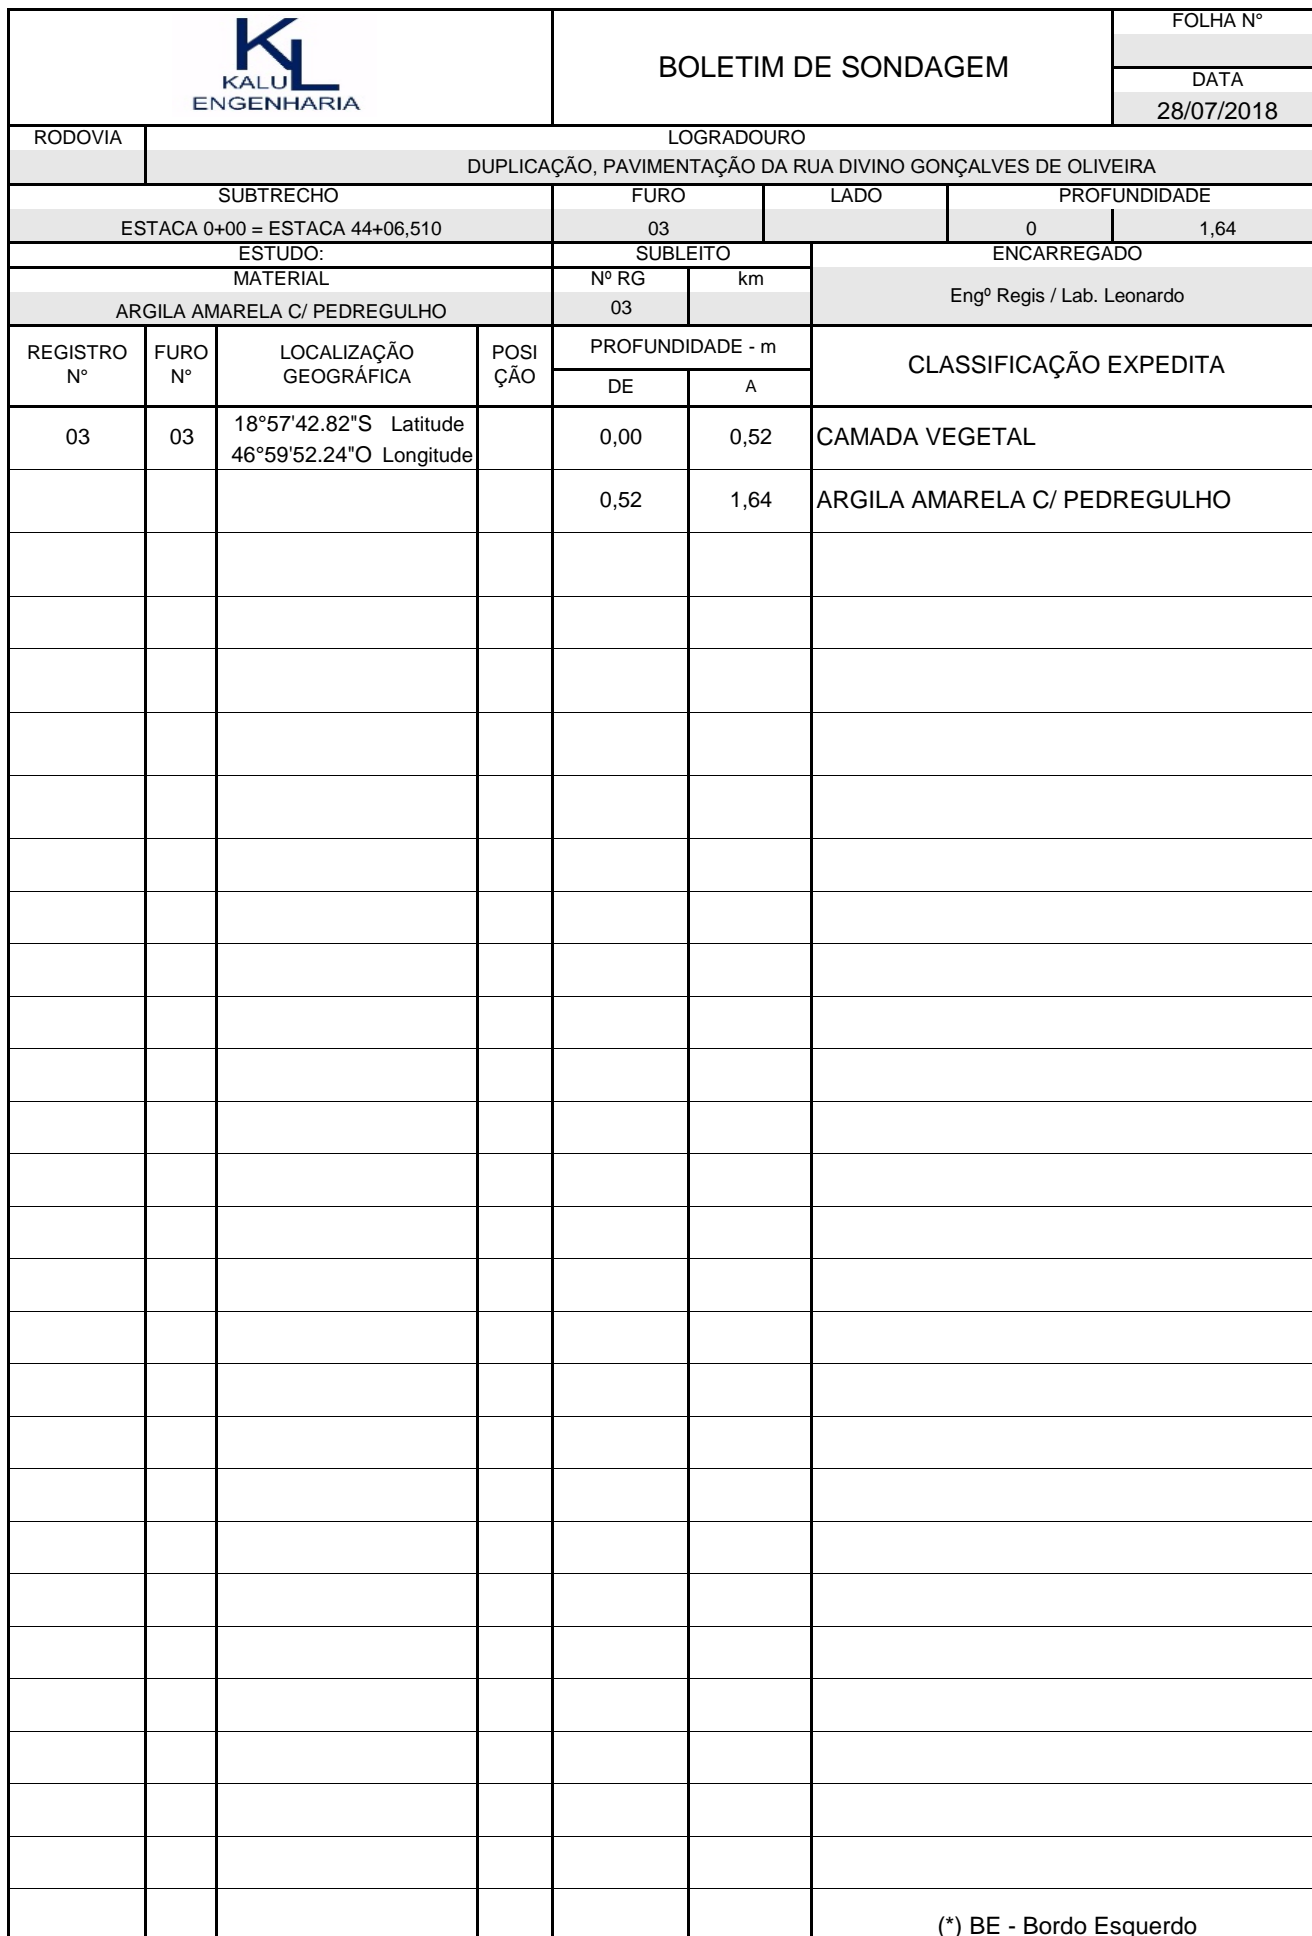 KL
KALU
ENGENHARIA
BOLETIM DE SONDAGEM
FOLHA N°
DATA
28/07/2018
RODOVIA
LOGRADOURO
DUPLICAÇÃO, PAVIMENTAÇÃO DA RUA DIVINO GONÇALVES DE OLIVEIRA
SUBTRECHO FURO LADO PROFUNDIDADE
ESTACA 0+00 = ESTACA 44+06,510 03 0 1,64
ESTUDO: SUBLEITO ENCARREGADO
MATERIAL Nº RG km
ARGILA AMARELA C/ PEDREGULHO 03 Engº Regis / Lab. Leonardo
REGISTRO N° FURO N° LOCALIZAÇÃO GEOGRÁFICA POSI ÇÃO PROFUNDIDADE - m CLASSIFICAÇÃO EXPEDITA
DE A
03 03 18°57'42.82"S Latitude 0,00 0,52 CAMADA VEGETAL
46°59'52.24"O Longitude
0,52 1,64 ARGILA AMARELA C/ PEDREGULHO
(*) BE - Bordo Esquerdo